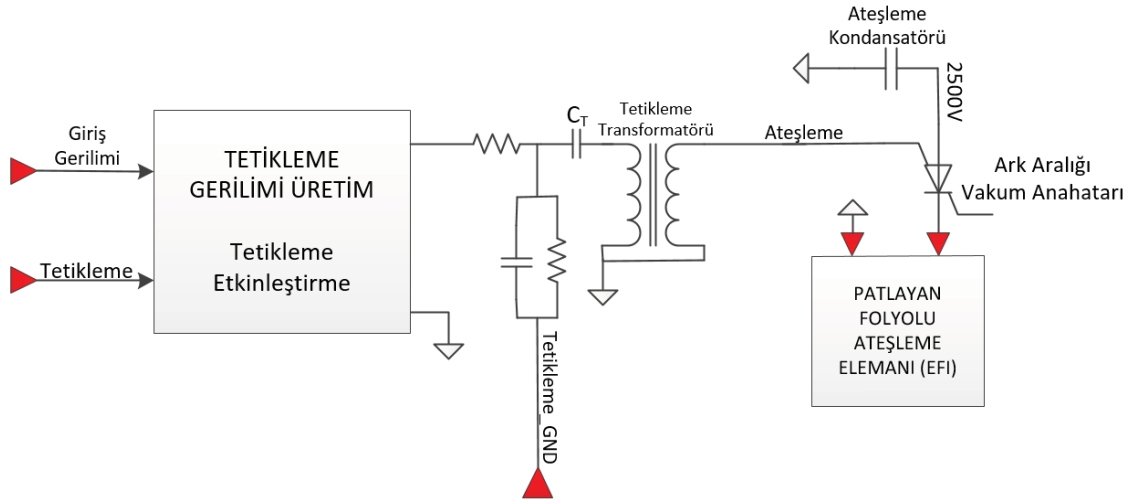 Ateşleme
Kondansatörü
2500V
Giriş
Gerilimi
TETİKLEME
GERİLİMİ ÜRETİM
Tetikleme
Etkinleştirme
Tetikleme
C_T
Tetikleme
Transformatörü
Ateşleme
Ark Aralığı
Vakum Anahatarı
Tetikleme_GND
PATLAYAN
FOLYOLU
ATEŞLEME
ELEMANI (EFI)